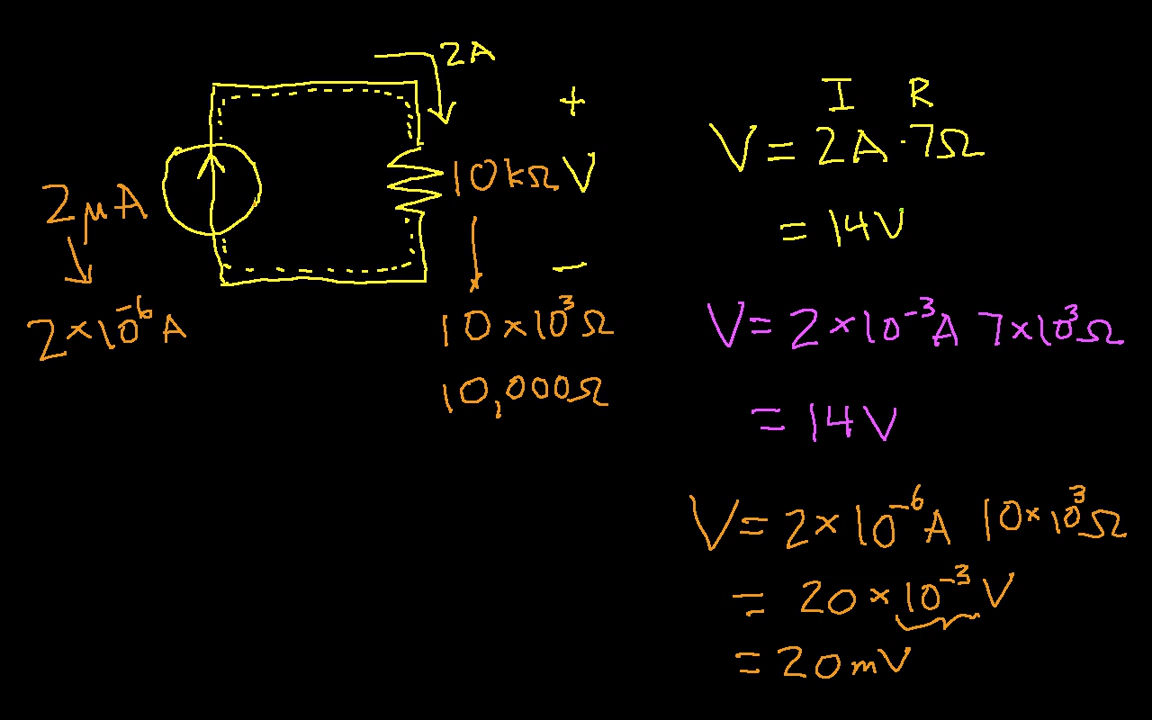 2A
+
10kΩ V
2μA
−
2×10⁻⁶A
10×10³Ω
10,000Ω
I R
V = 2A·7Ω
= 14V
V = 2×10⁻³A 7×10³Ω
= 14V
V = 2×10⁻⁶A 10×10³Ω
= 20×10⁻³V
= 20mV